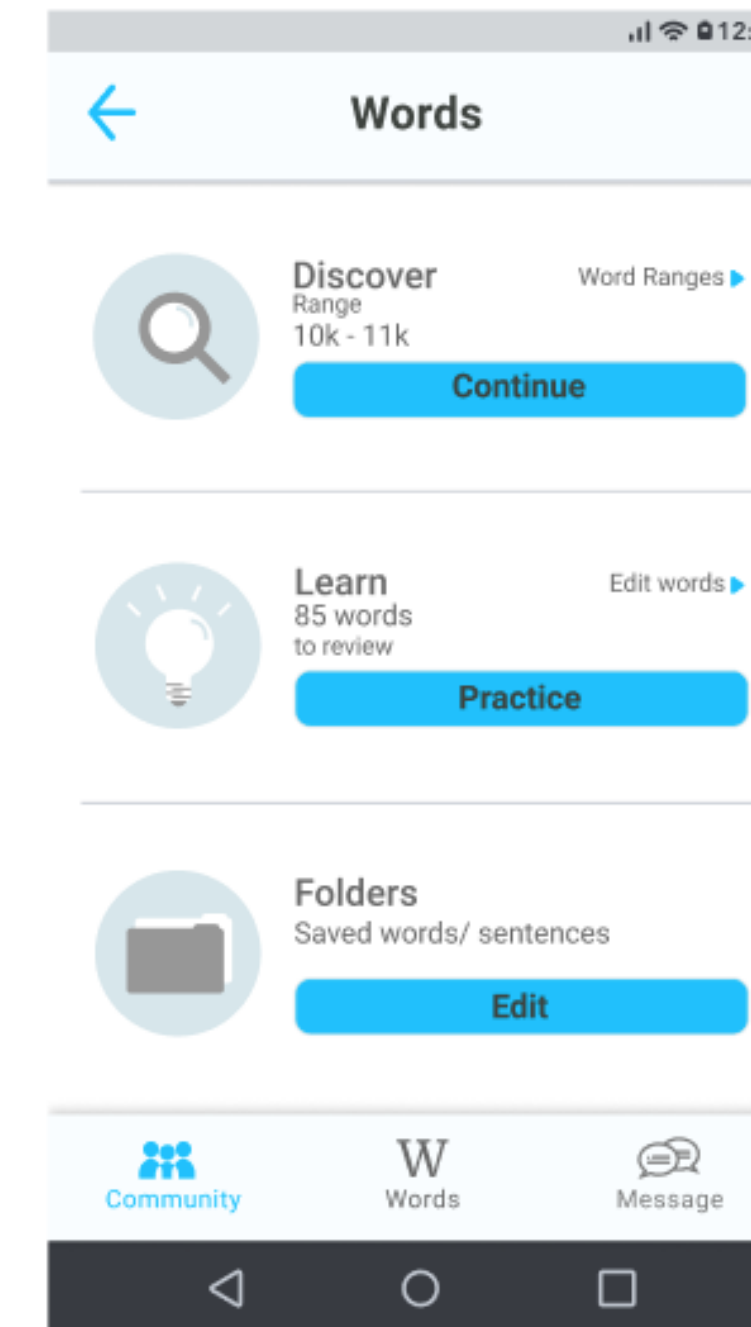 12:
Words
Discover
Word Ranges
Range
10k - 11k
Continue
Learn
Edit words
85 words
to review
Practice
Folders
Saved words/ sentences
Edit
W
Community
Words
Message